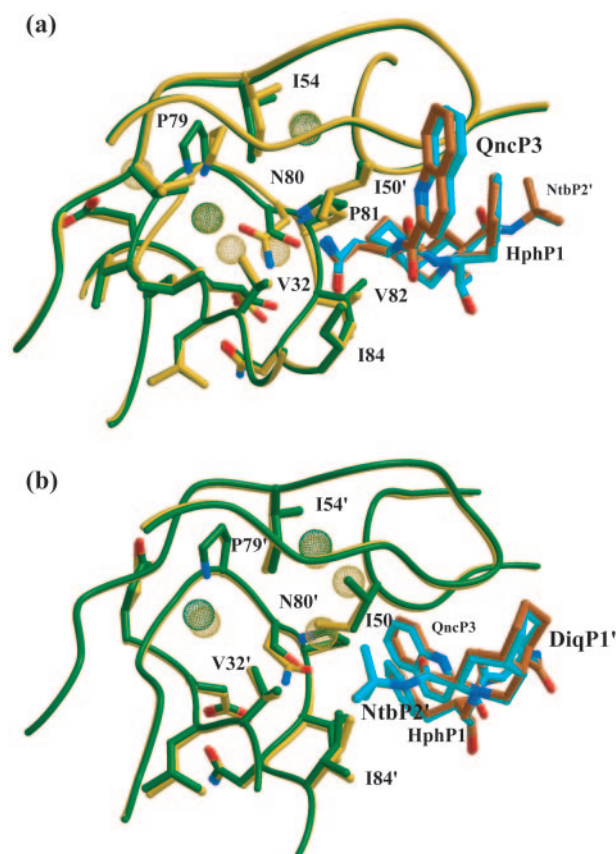 (a)
I54
P79
QncP3
N80
I50'
NtbP2'
P81
HphP1
V32
V82
I84
(b)
I54'
P79'
N80'
I50
QncP3
DiqP1'
V32'
NtbP2'
HphP1
I84'